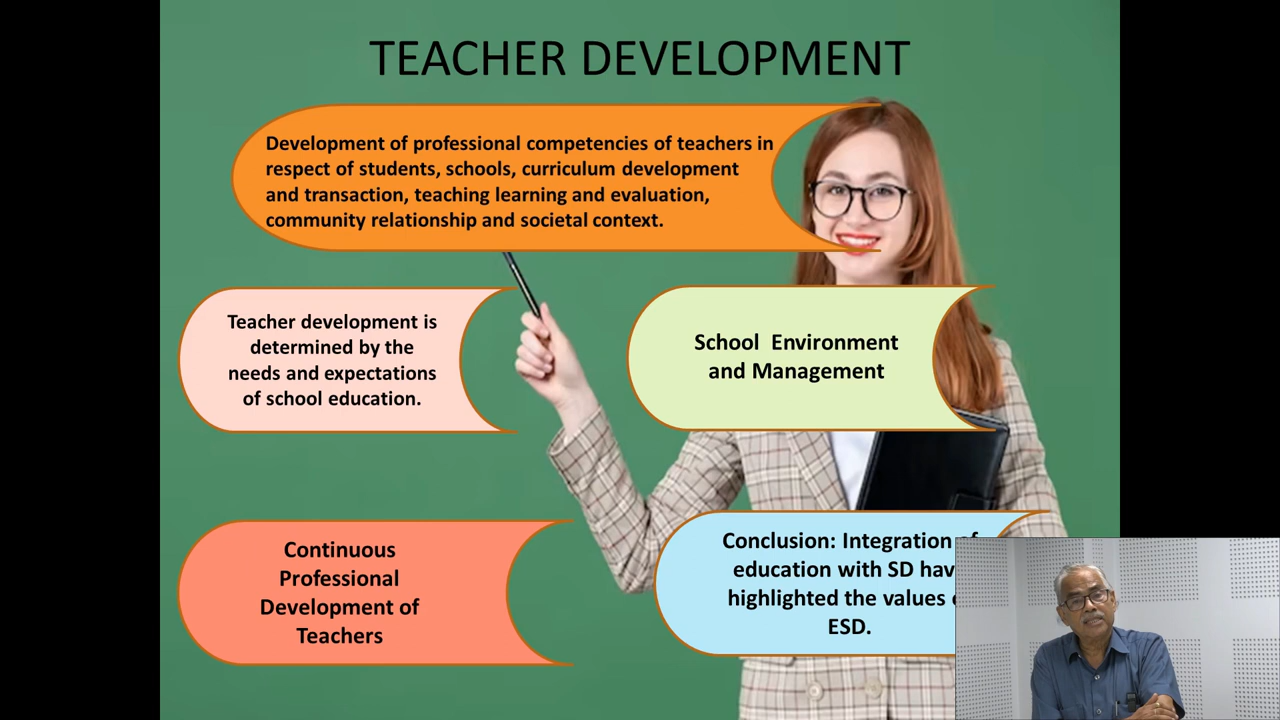 TEACHER DEVELOPMENT
Development of professional competencies of teachers in
respect of students, schools, curriculum development
and transaction, teaching learning and evaluation,
community relationship and societal context.
Teacher development is
determined by the
needs and expectations
of school education.
School Environment
and Management
Continuous
Professional
Development of
Teachers
Conclusion: Integration of
education with SD hav
highlighted the values
ESD.